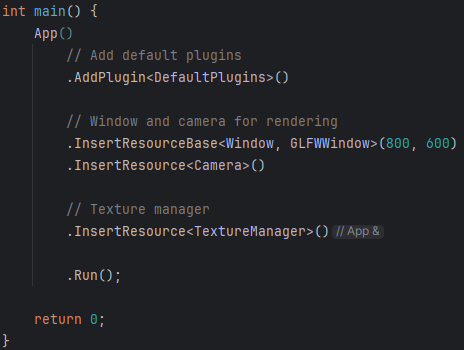 int main() {
    App()
        // Add default plugins
        .AddPlugin<DefaultPlugins>()

        // Window and camera for rendering
        .InsertResourceBase<Window, GLFWWindow>(800, 600)
        .InsertResource<Camera>()

        // Texture manager
        .InsertResource<TextureManager>() // App &

        .Run();

    return 0;
}